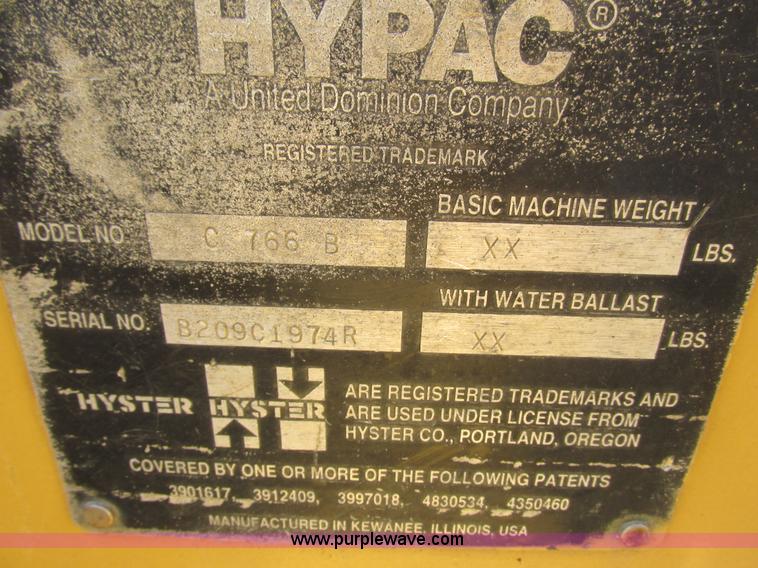 HYPAC ®
A United Dominion Company
REGISTERED TRADEMARK
BASIC MACHINE WEIGHT
MODEL NO. C 766 B XX LBS.
WITH WATER BALLAST
SERIAL NO. B209C1974R XX LBS.
HYSTER HYSTER
ARE REGISTERED TRADEMARKS AND
ARE USED UNDER LICENSE FROM
HYSTER CO., PORTLAND, OREGON
COVERED BY ONE OR MORE OF THE FOLLOWING PATENTS
3901617, 3912409, 3997018, 4830534, 4350460
MANUFACTURED IN KEWANEE, ILLINOIS, USA
www.purplewave.com